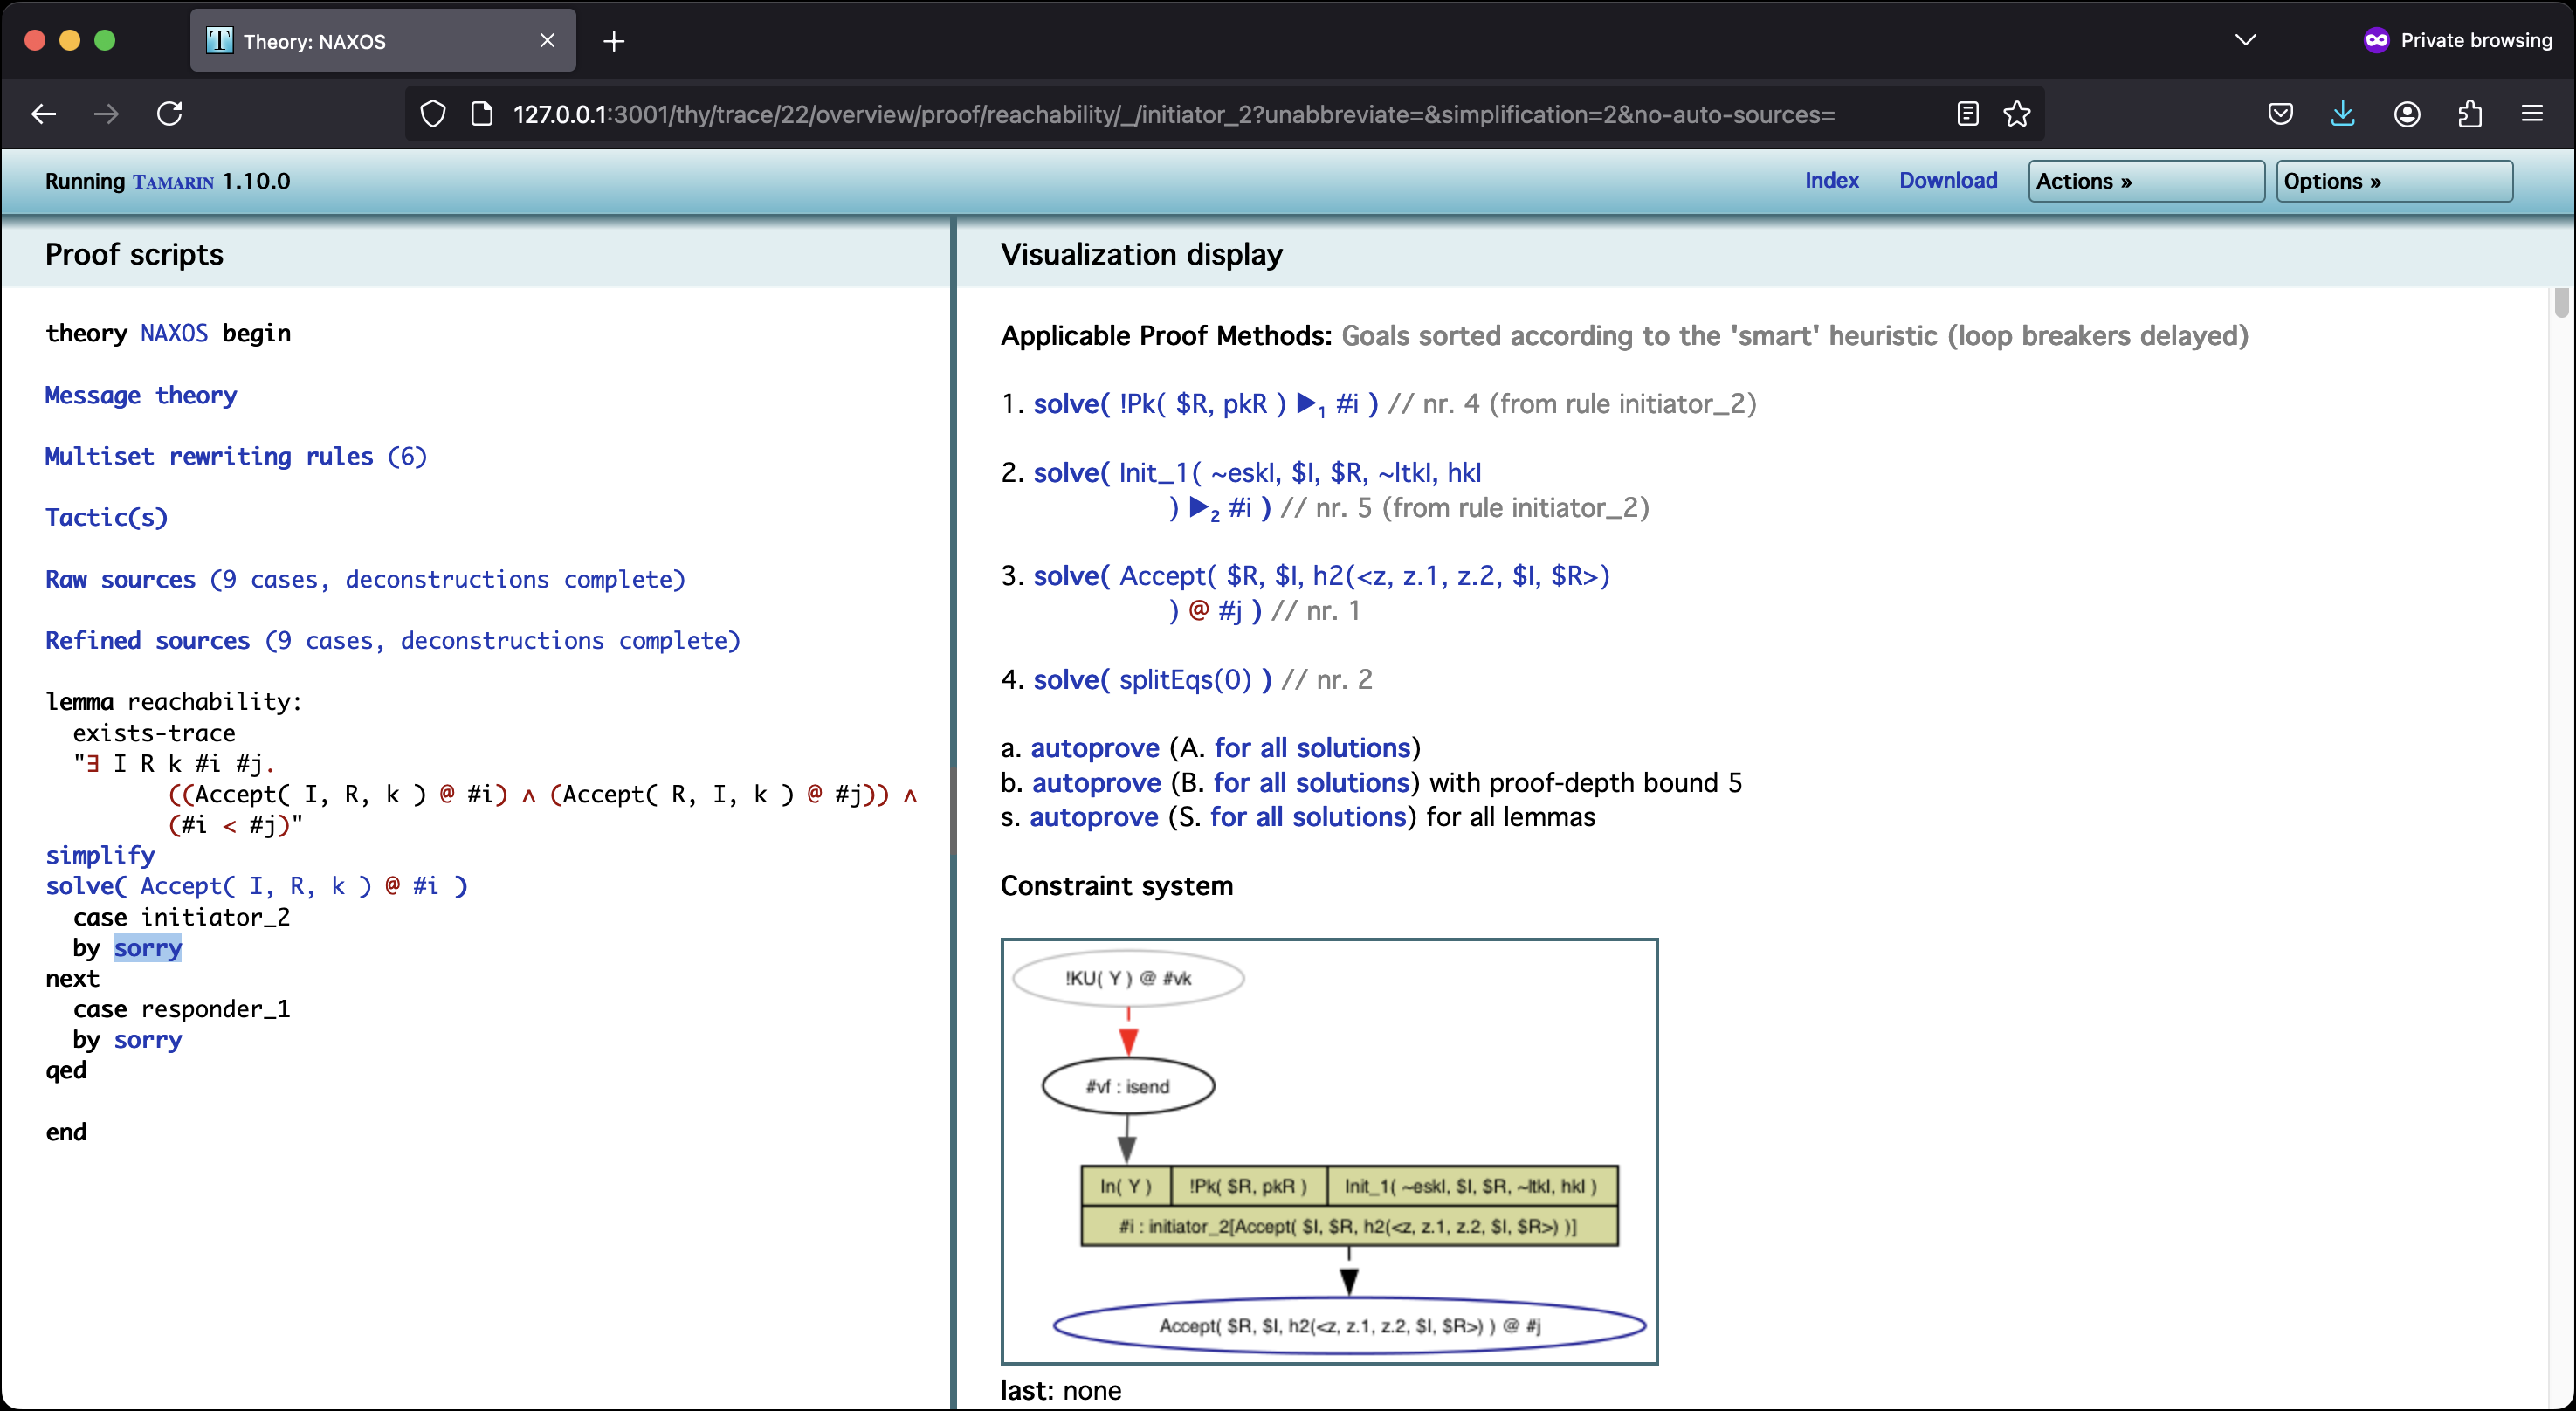 Theory: NAXOS
Private browsing
127.0.0.1:3001/thy/trace/22/overview/proof/reachability/_/initiator_2?unabbreviate=&simplification=2&no-auto-sources=
Running TAMARIN 1.10.0
Index Download Actions » Options »
Proof scripts
theory NAXOS begin
Message theory
Multiset rewriting rules (6)
Tactic(s)
Raw sources (9 cases, deconstructions complete)
Refined sources (9 cases, deconstructions complete)
lemma reachability:
exists-trace
"∃ I R k #i #j.
((Accept( I, R, k ) @ #i) ∧ (Accept( R, I, k ) @ #j)) ∧
(#i < #j)"
simplify
solve( Accept( I, R, k ) @ #i )
case initiator_2
by sorry
next
case responder_1
by sorry
qed
end
Visualization display
Applicable Proof Methods: Goals sorted according to the 'smart' heuristic (loop breakers delayed)
1. solve( !Pk( $R, pkR ) ▶₁ #i ) // nr. 4 (from rule initiator_2)
2. solve( Init_1( ~eskI, $I, $R, ~ltkI, hkI
) ▶₂ #i ) // nr. 5 (from rule initiator_2)
3. solve( Accept( $R, $I, h2(<z, z.1, z.2, $I, $R>)
) @ #j ) // nr. 1
4. solve( splitEqs(0) ) // nr. 2
a. autoprove (A. for all solutions)
b. autoprove (B. for all solutions) with proof-depth bound 5
s. autoprove (S. for all solutions) for all lemmas
Constraint system
!KU( Y ) @ #vk
#vf : isend
In( Y ) !Pk( $R, pkR ) Init_1( ~eskI, $I, $R, ~ltkI, hkI )
#i : initiator_2[Accept( $I, $R, h2(<z, z.1, z.2, $I, $R>) )]
Accept( $R, $I, h2(<z, z.1, z.2, $I, $R>) ) @ #j
last: none